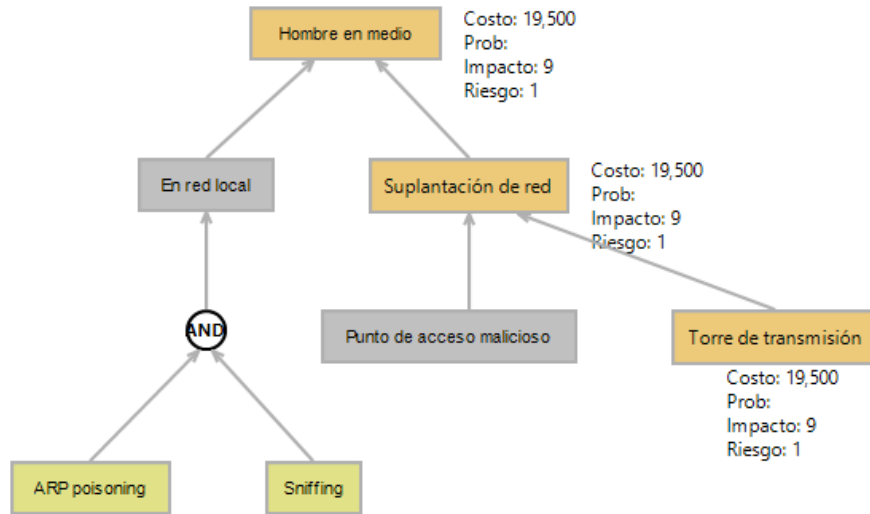 Hombre en medio
Costo: 19,500
Prob:
Impacto: 9
Riesgo: 1
En red local
Suplantación de red
Costo: 19,500
Prob:
Impacto: 9
Riesgo: 1
AND
Punto de acceso malicioso
Torre de transmisión
Costo: 19,500
Prob:
Impacto: 9
Riesgo: 1
ARP poisoning
Sniffing